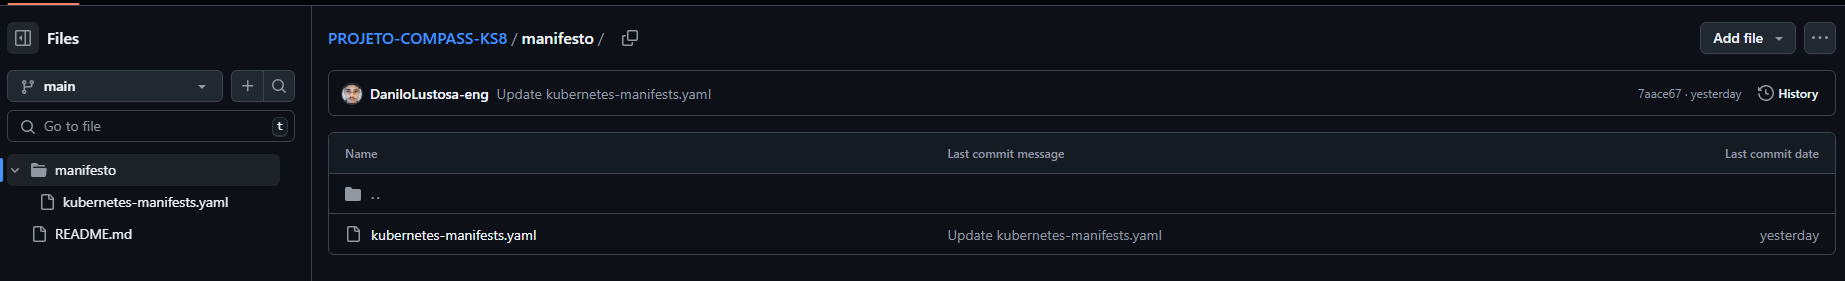 Files
main
Go to file
t
manifesto
kubernetes-manifests.yaml
README.md
PROJETO-COMPASS-KS8 / manifesto /
Add file
DaniloLustosa-eng Update kubernetes-manifests.yaml
7aace67 · yesterday
History
Name Last commit message Last commit date
..
kubernetes-manifests.yaml Update kubernetes-manifests.yaml yesterday